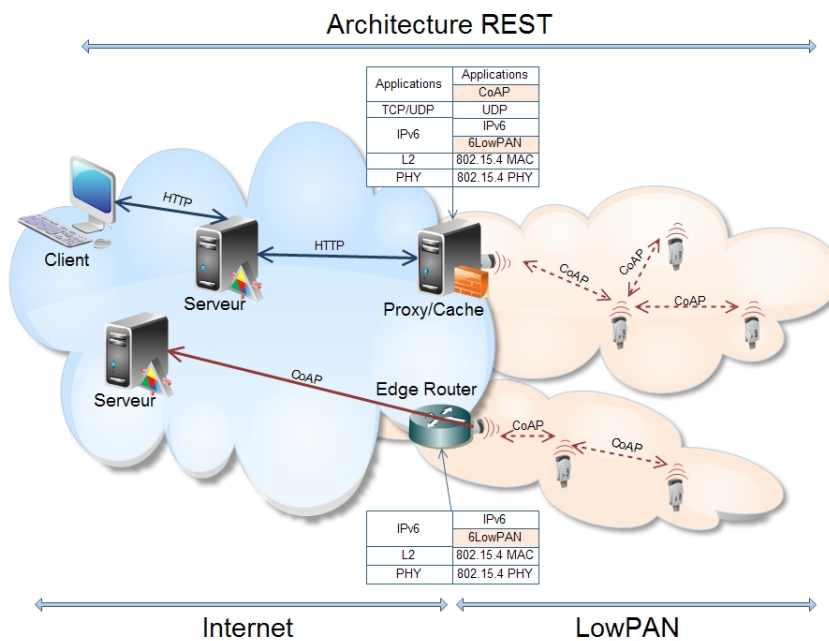 Architecture REST
Applications
Applications
CoAP
TCP/UDP
UDP
IPv6
IPv6
6LowPAN
L2
802.15.4 MAC
PHY
802.15.4 PHY
HTTP
Client
HTTP
Serveur
Proxy/Cache
CoAP
CoAP
CoAP
Serveur
CoAP
Edge Router
CoAP
CoAP
IPv6
IPv6
6LowPAN
L2
802.15.4 MAC
PHY
802.15.4 PHY
Internet
LowPAN